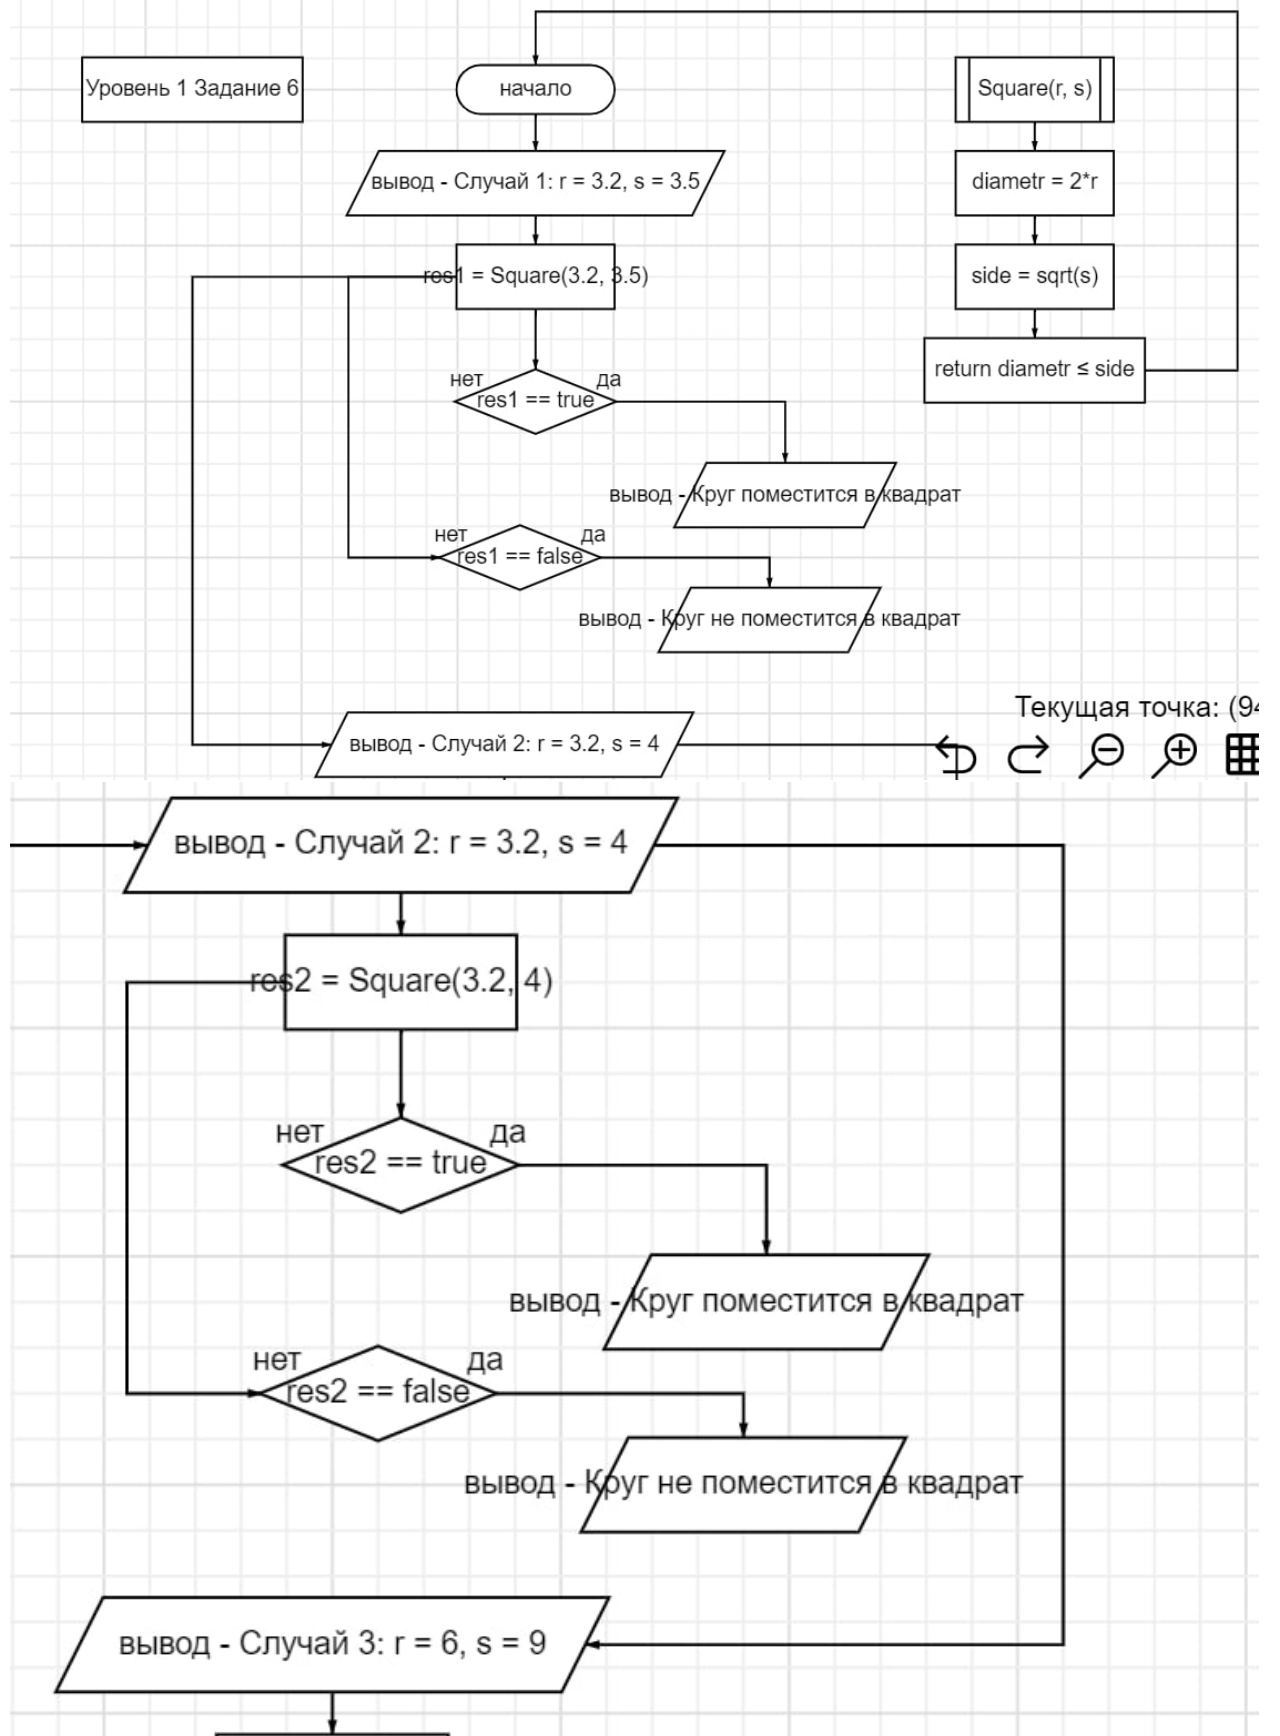 Уровень 1 Задание 6
начало
Square(r, s)
вывод - Случай 1: r = 3.2, s = 3.5
diametr = 2*r
res1 = Square(3.2, 3.5)
side = sqrt(s)
return diametr ≤ side
нет
да
res1 == true
вывод - Круг поместится в квадрат
нет
да
res1 == false
вывод - Круг не поместится в квадрат
Текущая точка: (94
вывод - Случай 2: r = 3.2, s = 4
вывод - Случай 2: r = 3.2, s = 4
res2 = Square(3.2, 4)
нет
да
res2 == true
вывод - Круг поместится в квадрат
нет
да
res2 == false
вывод - Круг не поместится в квадрат
вывод - Случай 3: r = 6, s = 9